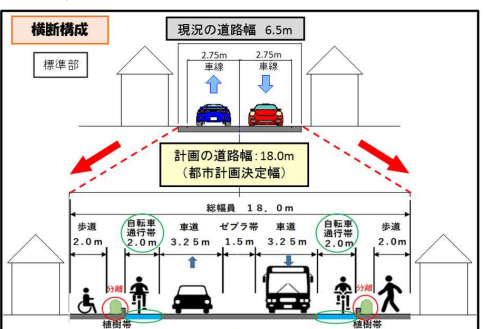 横断構成
現況の道路幅 6.5m
標準部
2.75m
車線
2.75m
車線
計画の道路幅:18.0m
(都市計画決定幅)
総幅員 18.0m
歩道
2.0m
自転車
通行帯
2.0m
車道
3.25m
ゼブラ帯
1.5m
車道
3.25m
自転車
通行帯
2.0m
歩道
2.0m
分離
分離
植樹帯
植樹帯